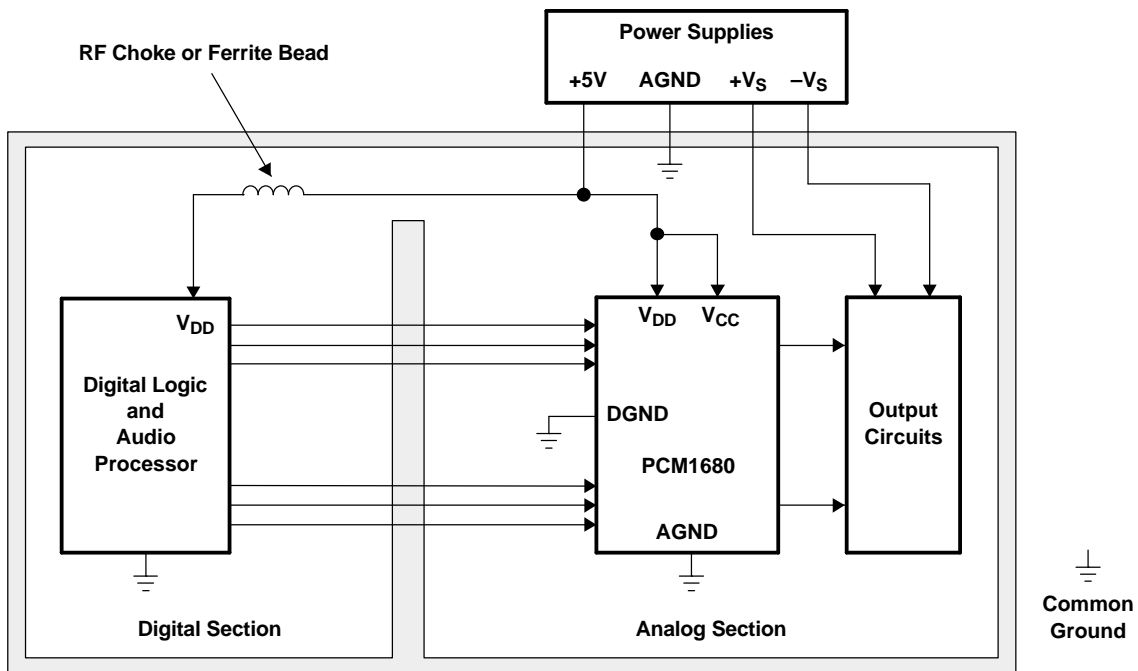 Power Supplies
RF Choke or Ferrite Bead
+5V AGND +VS –VS
VDD
VDD VCC
Digital Logic
and
Audio
Processor
DGND
Output
Circuits
PCM1680
AGND
Common
Ground
Digital Section
Analog Section